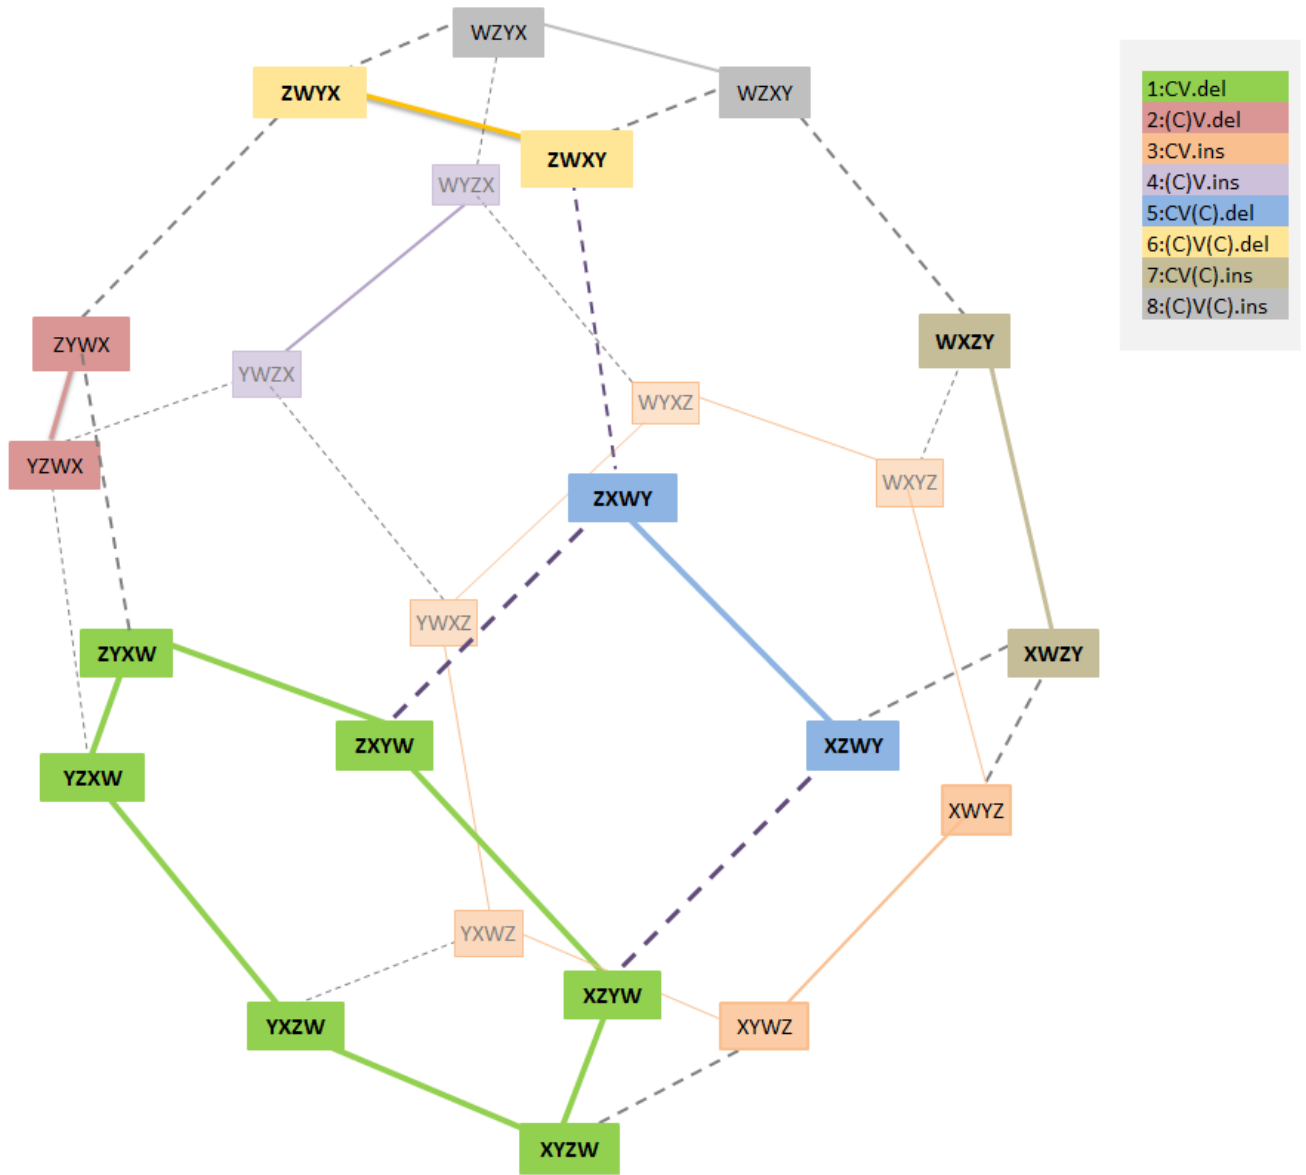 WZYX
ZWYX
WZXY
ZWXY
WYZX
ZYWX
YWZX
WXZY
WYXZ
YZWX
WXYZ
ZXWY
YWXZ
ZYXW
XWZY
ZXYW
XZWY
YZXW
XWYZ
YXWZ
XZYW
YXZW
XYWZ
XYZW
1:CV.del
2:(C)V.del
3:CV.ins
4:(C)V.ins
5:CV(C).del
6:(C)V(C).del
7:CV(C).ins
8:(C)V(C).ins